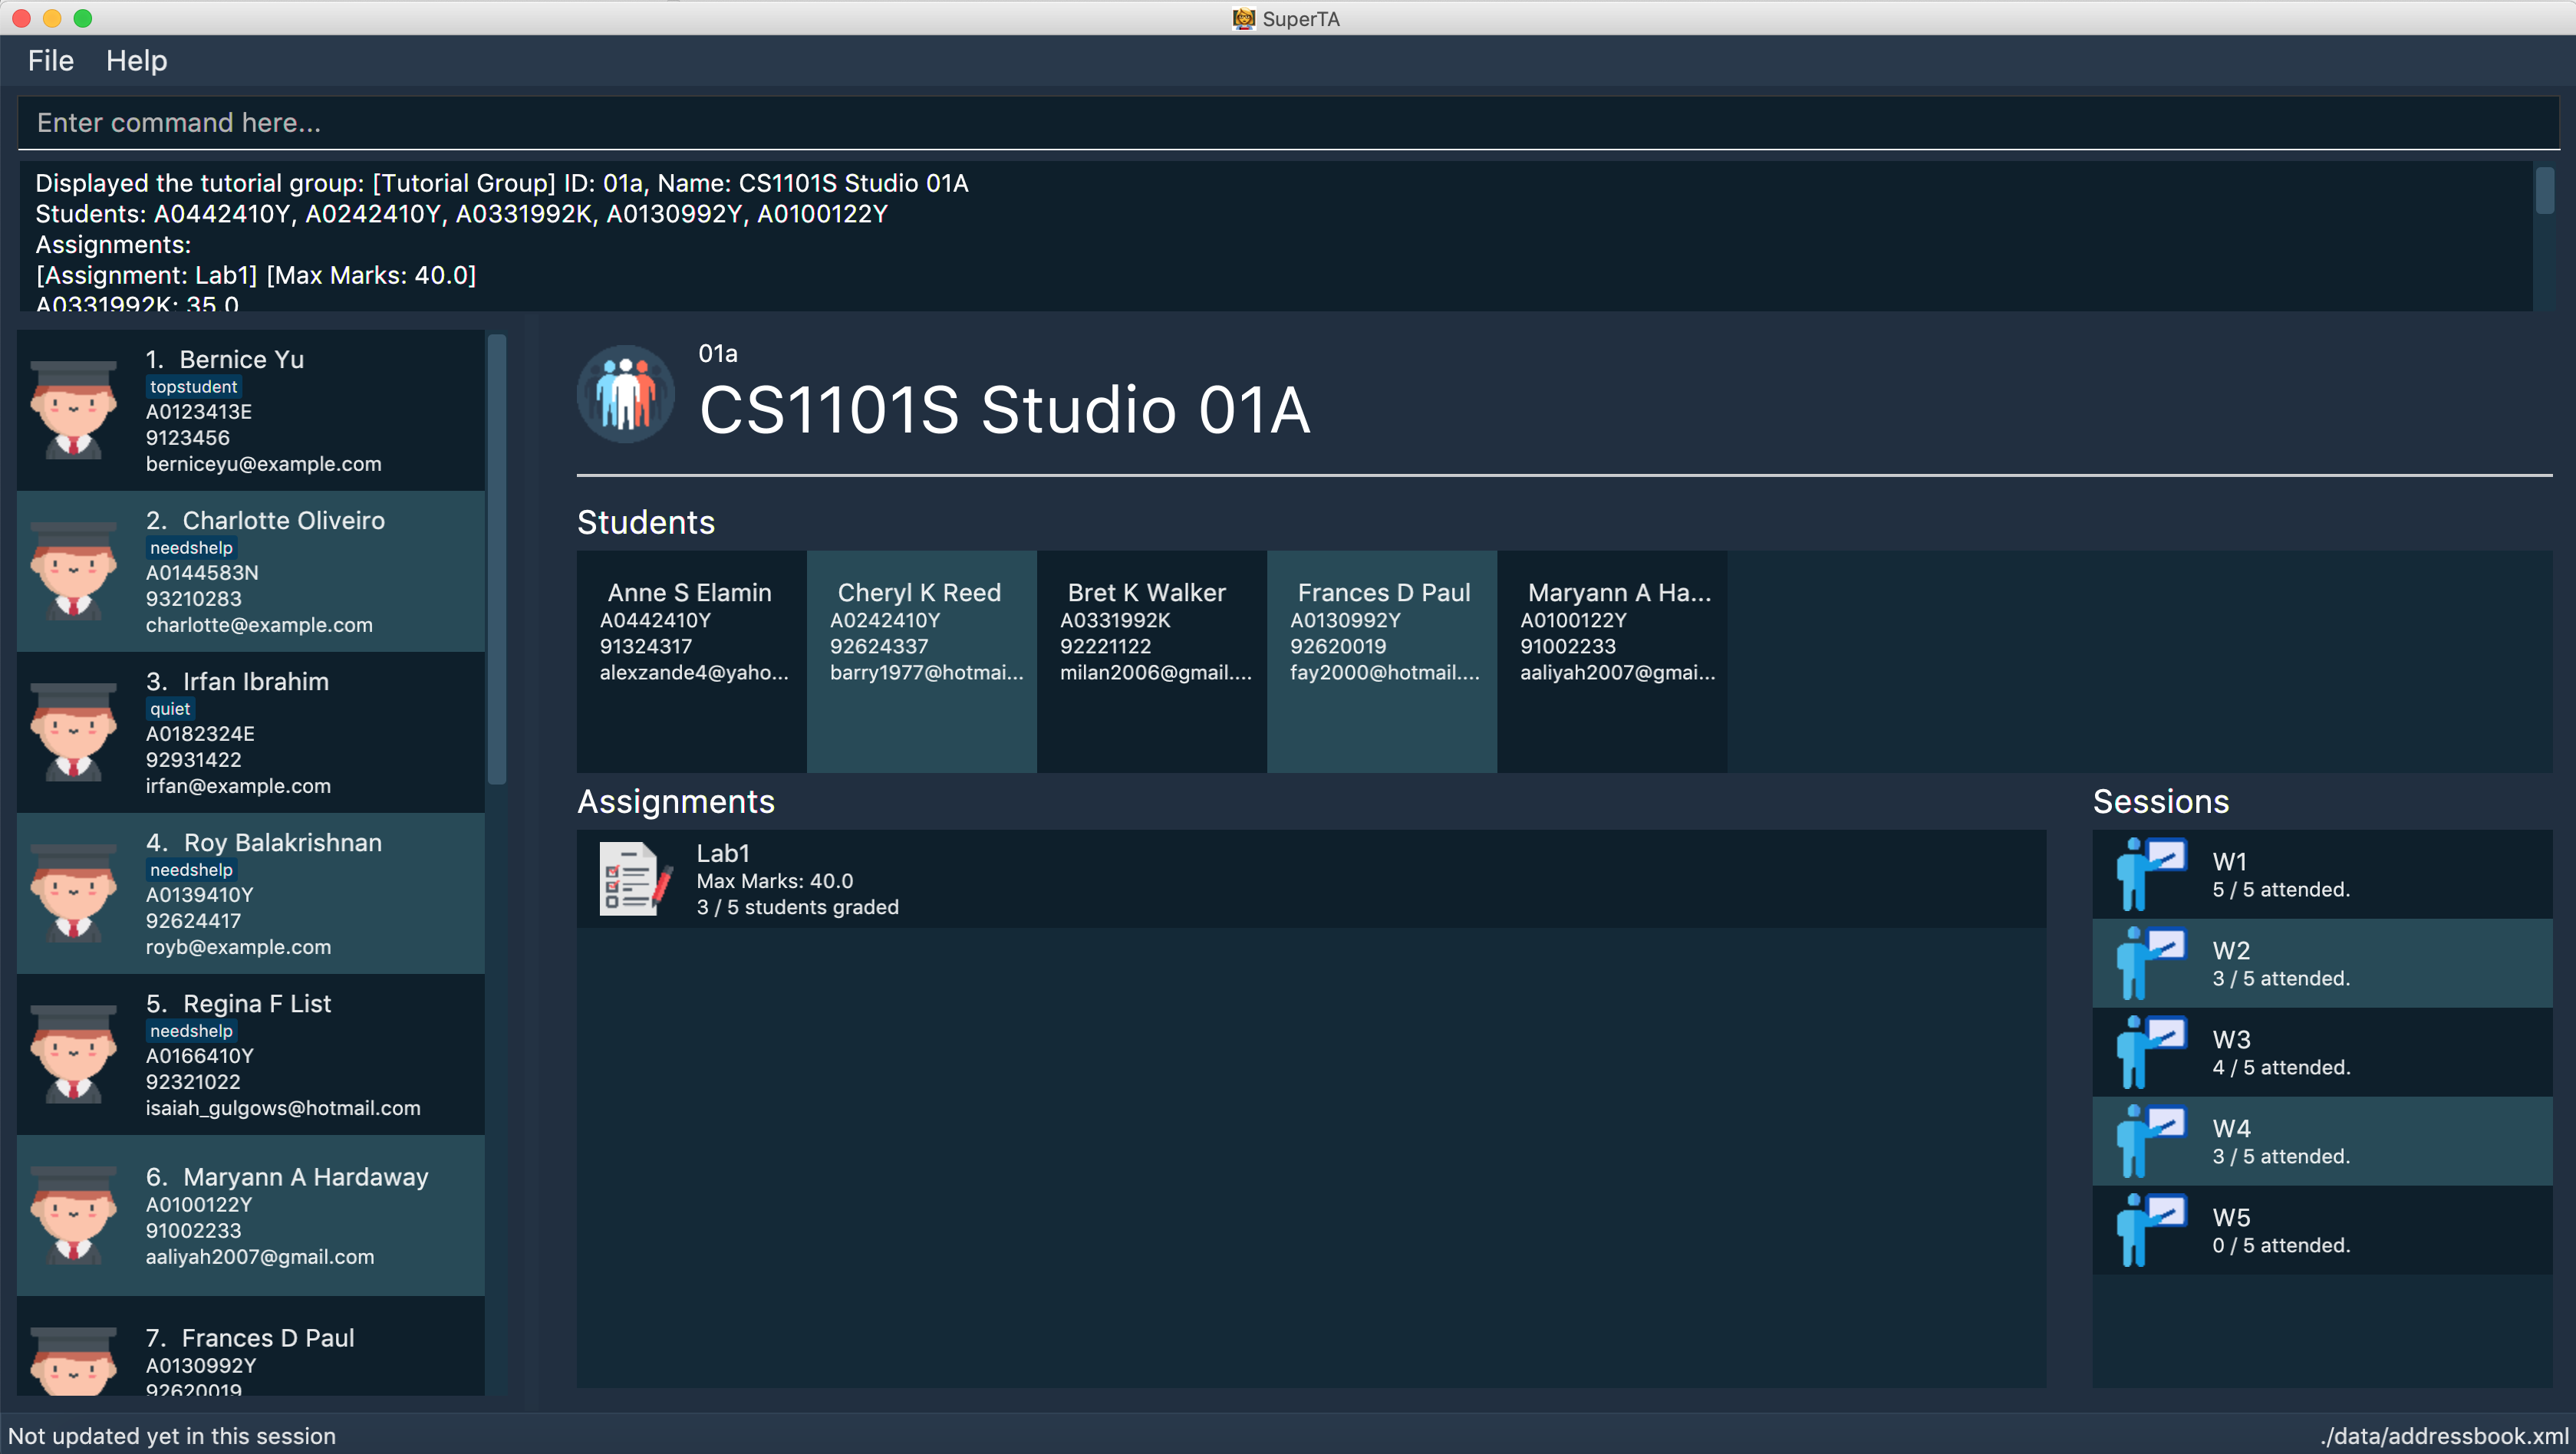 SuperTA
File Help
Enter command here...
Displayed the tutorial group: [Tutorial Group] ID: 01a, Name: CS1101S Studio 01A
Students: A0442410Y, A0242410Y, A0331992K, A0130992Y, A0100122Y
Assignments:
[Assignment: Lab1] [Max Marks: 40.0]
A0331992K: 35.0
1. Bernice Yu
topstudent
A0123413E
9123456
berniceyu@example.com
2. Charlotte Oliveiro
needshelp
A0144583N
93210283
charlotte@example.com
3. Irfan Ibrahim
quiet
A0182324E
92931422
irfan@example.com
4. Roy Balakrishnan
needshelp
A0139410Y
92624417
royb@example.com
5. Regina F List
needshelp
A0166410Y
92321022
isaiah_gulgows@hotmail.com
6. Maryann A Hardaway
A0100122Y
91002233
aaliyah2007@gmail.com
7. Frances D Paul
A0130992Y
92620019
01a
CS1101S Studio 01A
Students
Anne S Elamin
A0442410Y
91324317
alexzande4@yaho...
Cheryl K Reed
A0242410Y
92624337
barry1977@hotmai...
Bret K Walker
A0331992K
92221122
milan2006@gmail....
Frances D Paul
A0130992Y
92620019
fay2000@hotmail....
Maryann A Ha...
A0100122Y
91002233
aaliyah2007@gmai...
Assignments
Lab1
Max Marks: 40.0
3 / 5 students graded
Sessions
W1
5 / 5 attended.
W2
3 / 5 attended.
W3
4 / 5 attended.
W4
3 / 5 attended.
W5
0 / 5 attended.
Not updated yet in this session
./data/addressbook.xml